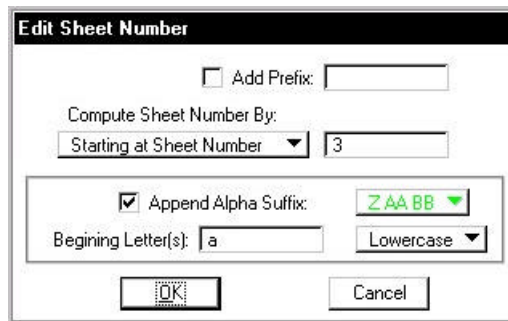 Edit Sheet Number
Add Prefix:
Compute Sheet Number By:
Starting at Sheet Number 3
Append Alpha Suffix: Z AA BB
Begining Letter(s): a Lowercase
OK Cancel